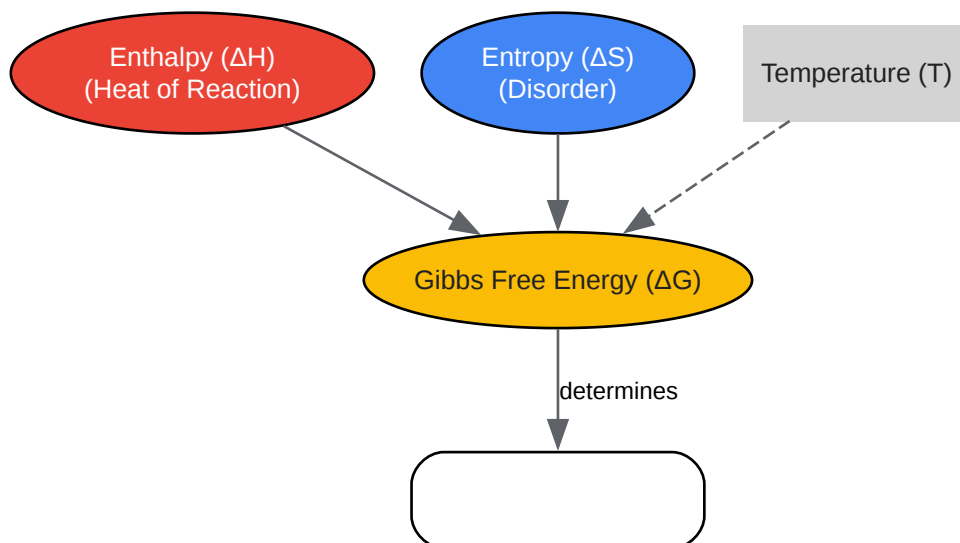 Enthalpy (ΔH)
(Heat of Reaction)
Entropy (ΔS)
(Disorder)
Temperature (T)
Gibbs Free Energy (ΔG)
determines